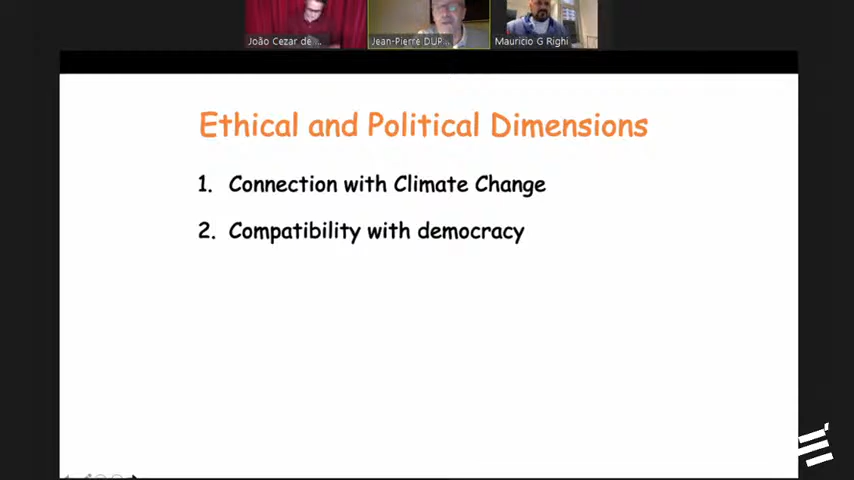 João Cezar de ...
Jean-Pierre DUP...
Mauricio G Righi
Ethical and Political Dimensions
1. Connection with Climate Change
2. Compatibility with democracy